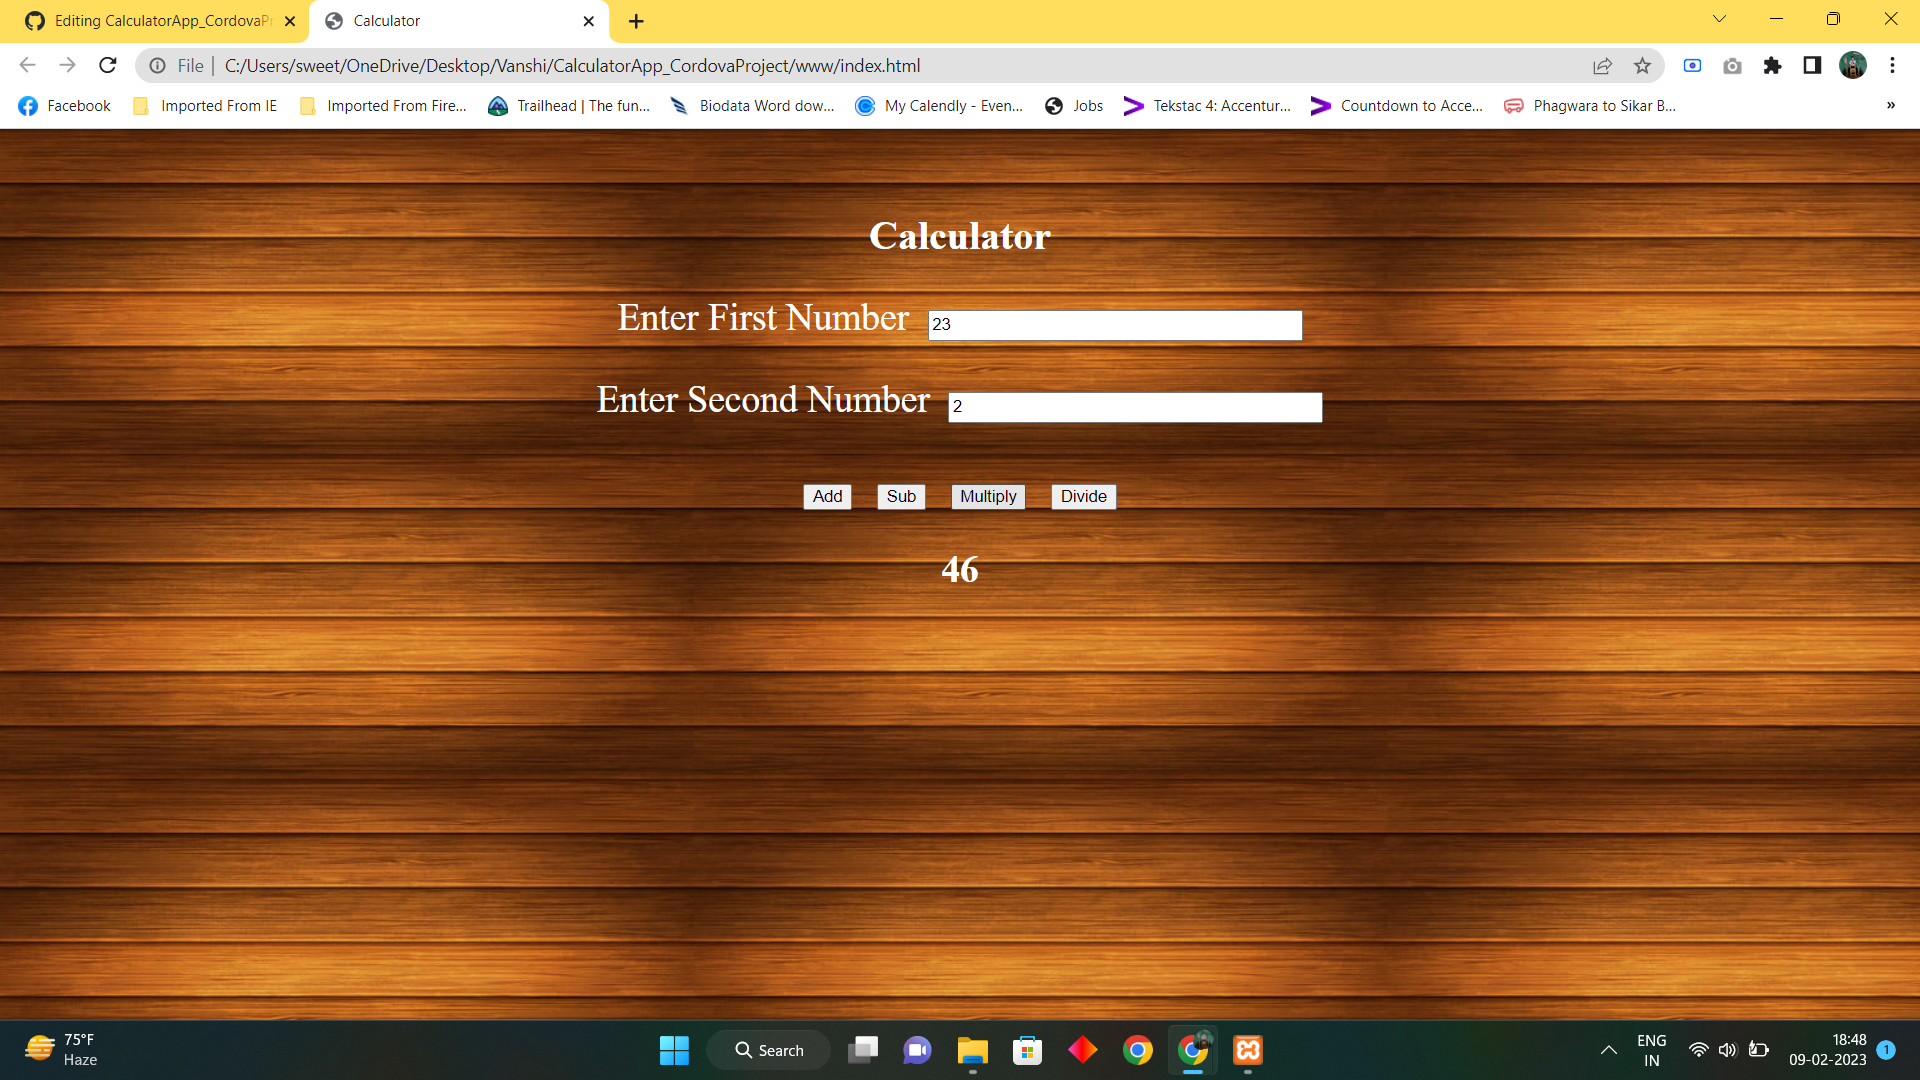 Editing CalculatorApp_CordovaPr
Calculator
File | C:/Users/sweet/OneDrive/Desktop/Vanshi/CalculatorApp_CordovaProject/www/index.html
Facebook
Imported From IE
Imported From Fire...
Trailhead | The fun...
Biodata Word dow...
My Calendly - Even...
Jobs
Tekstac 4: Accentur...
Countdown to Acce...
Phagwara to Sikar B...
»
Calculator
Enter First Number 23
Enter Second Number 2
Add Sub Multiply Divide
46
75°F
Haze
Search
ENG
IN
18:48
09-02-2023
1